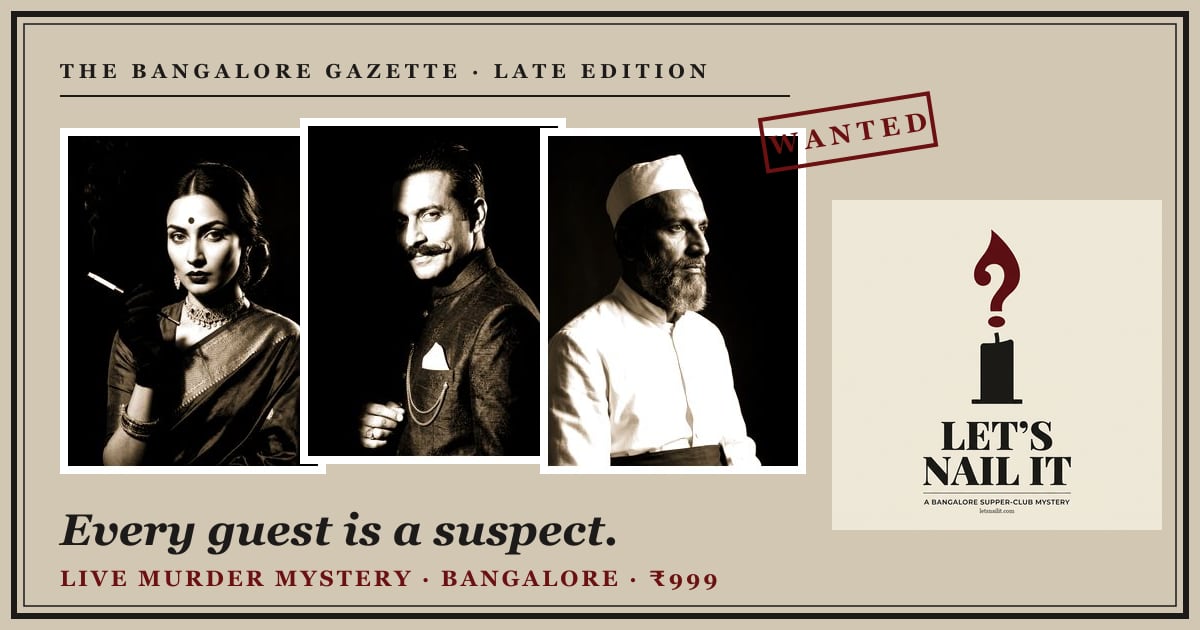 THE BANGALORE GAZETTE · LATE EDITION
WANTED
LET’S
NAIL IT
A BANGALORE SUPPER-CLUB MYSTERY
letsnailit.com
Every guest is a suspect.
LIVE MURDER MYSTERY · BANGALORE · ₹999